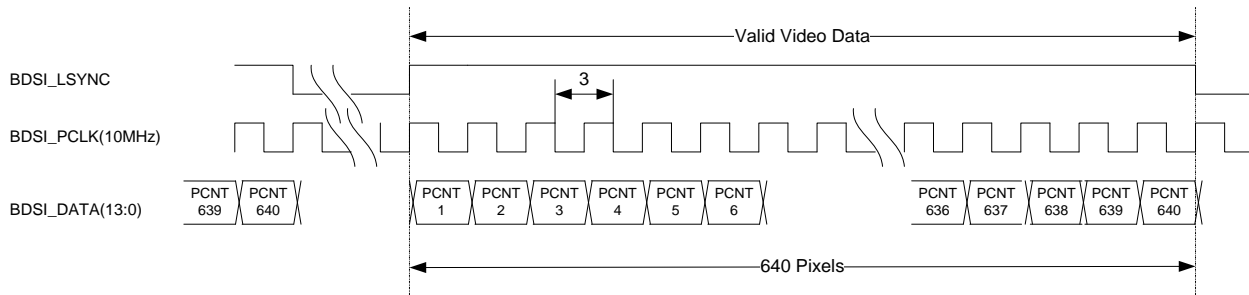 Valid Video Data
BDSI_LSYNC
3
BDSI_PCLK(10MHz)
BDSI_DATA(13:0)
PCNT 639
PCNT 640
PCNT 1
PCNT 2
PCNT 3
PCNT 4
PCNT 5
PCNT 6
PCNT 636
PCNT 637
PCNT 638
PCNT 639
PCNT 640
640 Pixels